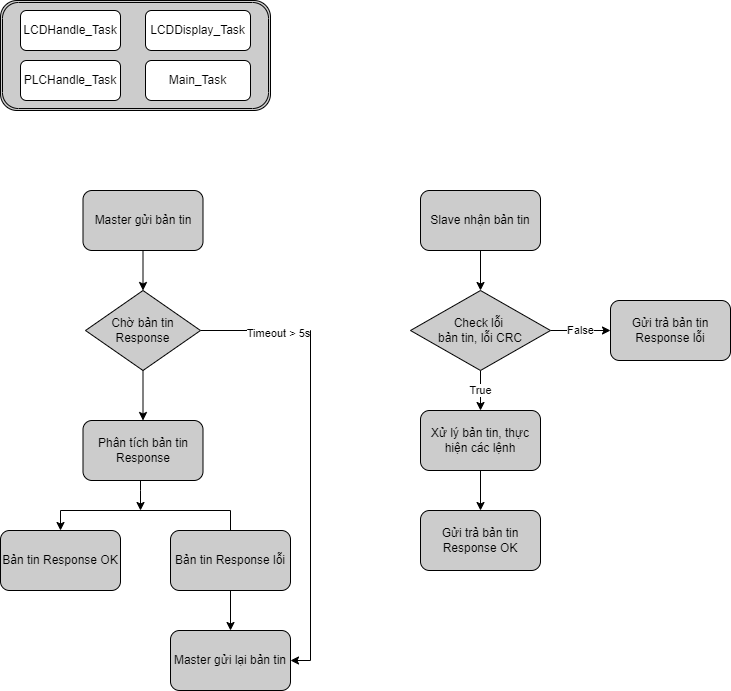 LCDHandle_Task
LCDDisplay_Task
PLCHandle_Task
Main_Task
Master gửi bản tin
Chờ bản tin
Response
Timeout > 5s
Phân tích bản tin
Response
Bản tin Response OK
Bản tin Response lỗi
Master gửi lại bản tin
Slave nhận bản tin
Check lỗi
bản tin, lỗi CRC
False
Gửi trả bản tin
Response lỗi
True
Xử lý bản tin, thực
hiện các lệnh
Gửi trả bản tin
Response OK